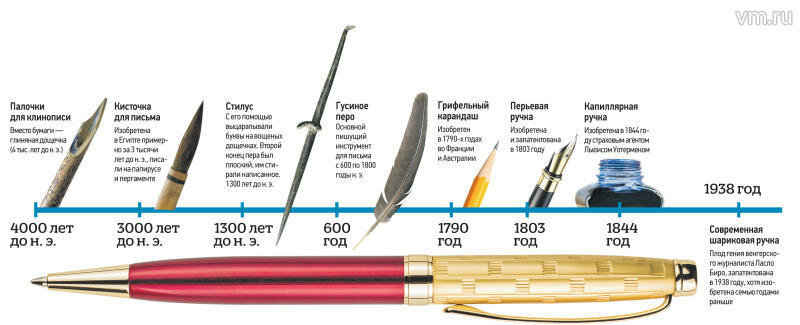 vm.ru
Палочки
для клинописи
Вместо бумаги —
глиняная дощечка
(4 тыс. лет до н. э.)
Кисточка
для письма
Изобретена
в Египте пример-
но за 3 тысячи
лет до н. э., писа-
ли на папирусе
и пергаменте
Стилус
С его помощью
выцарапывали
буквы на вощеных
дощечках. Второй
конец пера был
плоский, им сти-
рали написанное.
1300 лет до н. э.
Гусиное
перо
Основной
пишущий
инструмент
для письма
с 600 по 1800
годы н. э.
Грифельный
карандаш
Изобретен
в 1790-х годах
во Франции
и Австралии
Перьевая
ручка
Изобретена
и запатентована
в 1803 году
Капиллярная
ручка
Изобретена в 1844 го-
ду страховым агентом
Льюисом Уотерменом
1938 год
4000 лет
до н. э.
3000 лет
до н. э.
1300 лет
до н. э.
600
год
1790
год
1803
год
1844
год
Современная
шариковая ручка
Плод гения венгерско-
го журналиста Ласло
Биро, запатентована
в 1938 году, хотя изо-
бретена семью годами
раньше